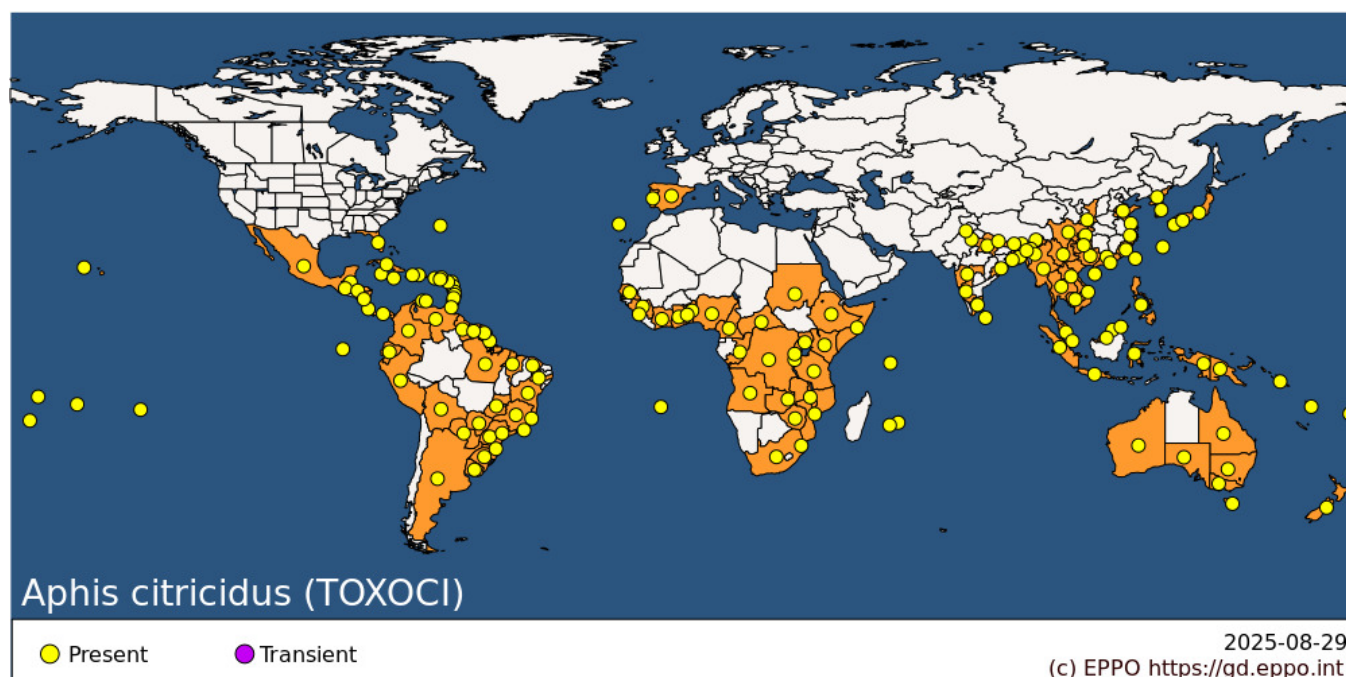 Aphis citricidus (TOXOCI)
Present
Transient
2025-08-29
(c) EPPO https://gd.eppo.int